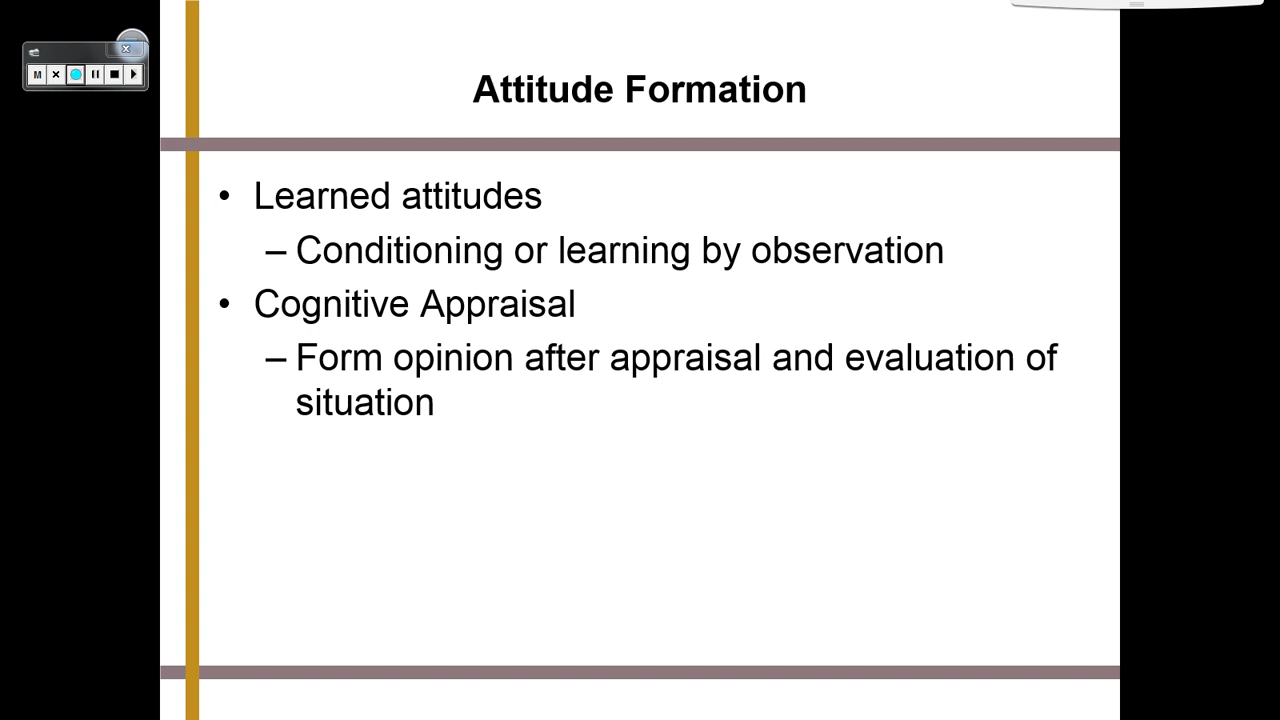 M
Attitude Formation
• Learned attitudes
– Conditioning or learning by observation
• Cognitive Appraisal
– Form opinion after appraisal and evaluation of
situation